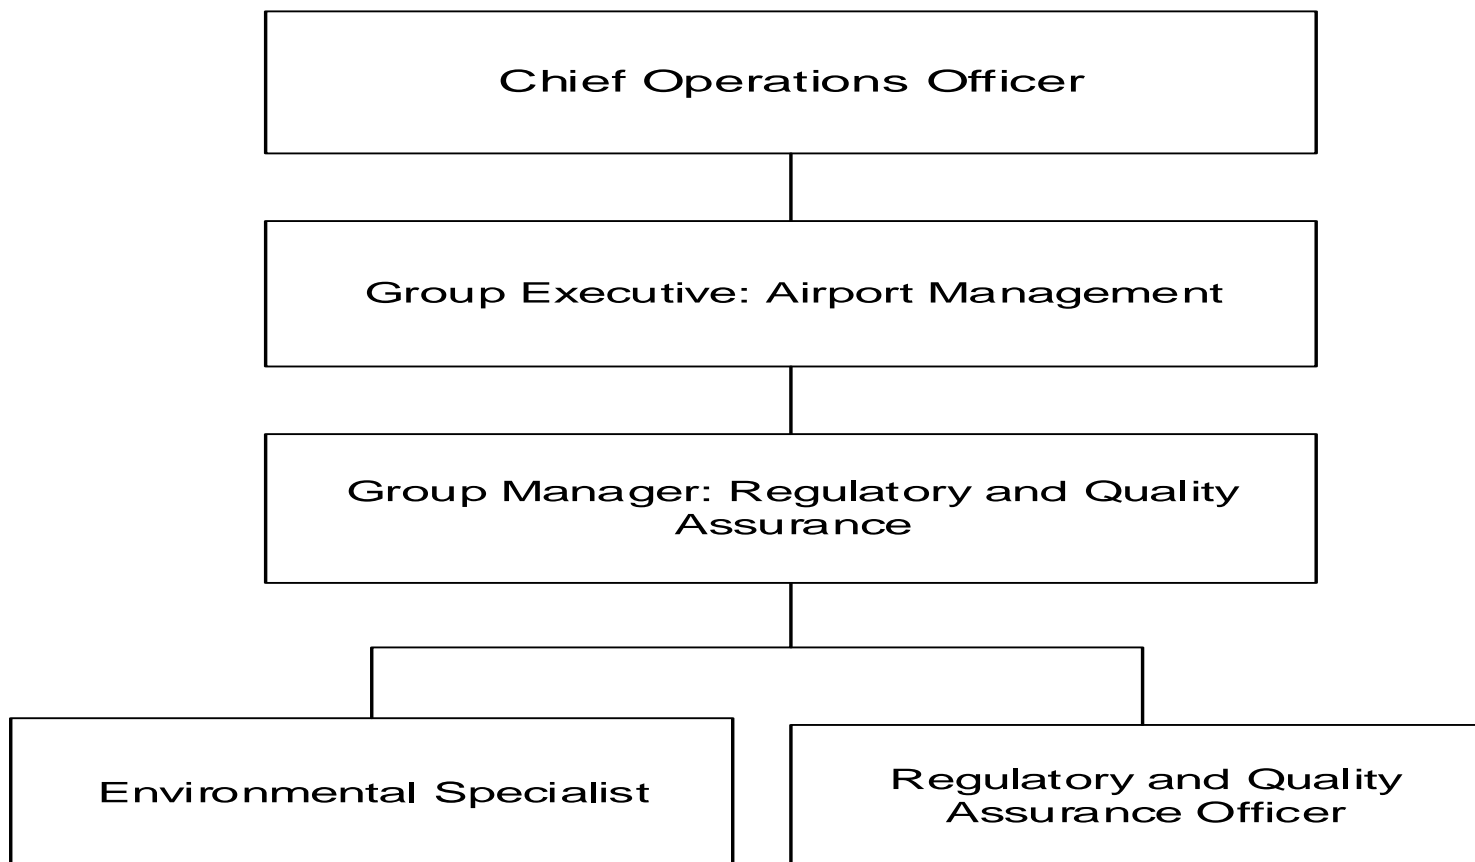 Chief Operations Officer
Group Executive: Airport Management
Group Manager: Regulatory and Quality
Assurance
Environmental Specialist
Regulatory and Quality
Assurance Officer